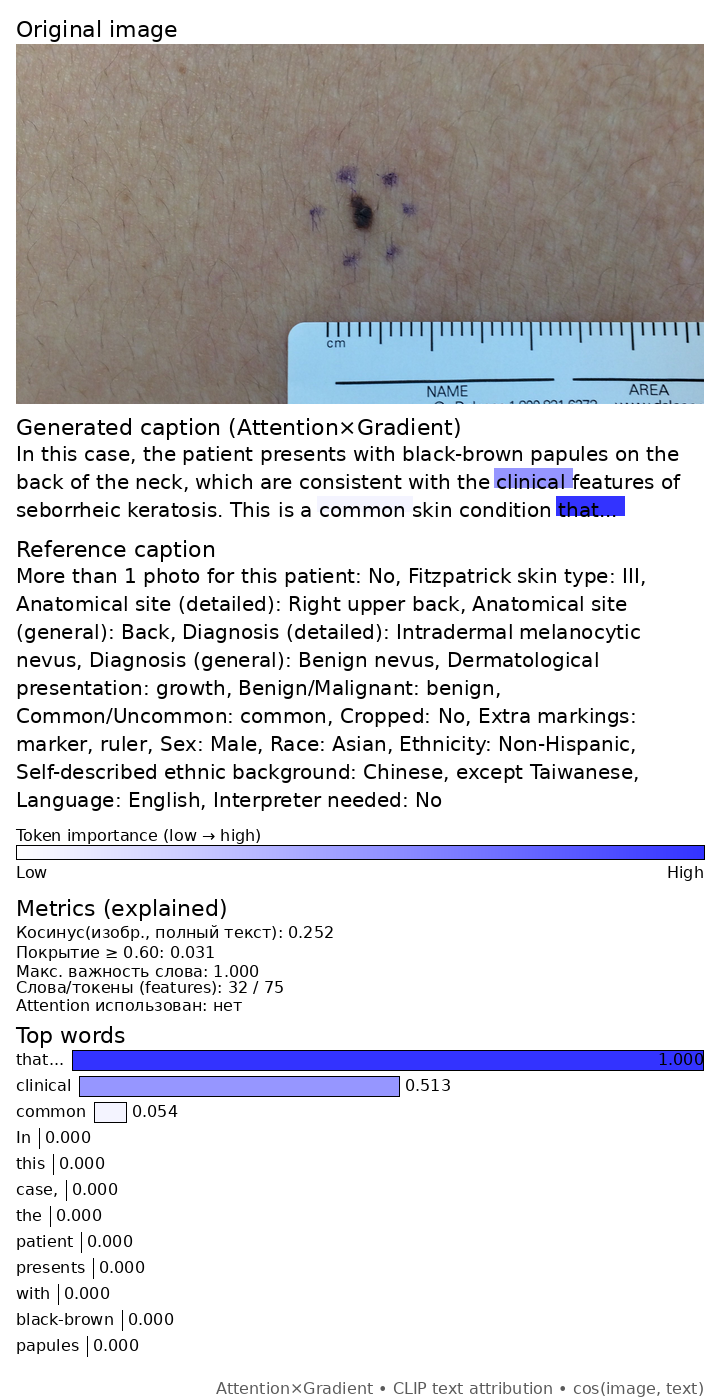 Original image
cm
NAME
AREA
Generated caption (Attention×Gradient)
In this case, the patient presents with black-brown papules on the
back of the neck, which are consistent with the clinical features of
seborrheic keratosis. This is a common skin condition that...
Reference caption
More than 1 photo for this patient: No, Fitzpatrick skin type: III,
Anatomical site (detailed): Right upper back, Anatomical site
(general): Back, Diagnosis (detailed): Intradermal melanocytic
nevus, Diagnosis (general): Benign nevus, Dermatological
presentation: growth, Benign/Malignant: benign,
Common/Uncommon: common, Cropped: No, Extra markings:
marker, ruler, Sex: Male, Race: Asian, Ethnicity: Non-Hispanic,
Self-described ethnic background: Chinese, except Taiwanese,
Language: English, Interpreter needed: No
Token importance (low → high)
Low High
Metrics (explained)
Косинус(изобр., полный текст): 0.252
Покрытие ≥ 0.60: 0.031
Макс. важность слова: 1.000
Слова/токены (features): 32 / 75
Attention использован: нет
Top words
that... 1.000
clinical 0.513
common 0.054
In 0.000
this 0.000
case, 0.000
the 0.000
patient 0.000
presents 0.000
with 0.000
black-brown 0.000
papules 0.000
Attention×Gradient • CLIP text attribution • cos(image, text)